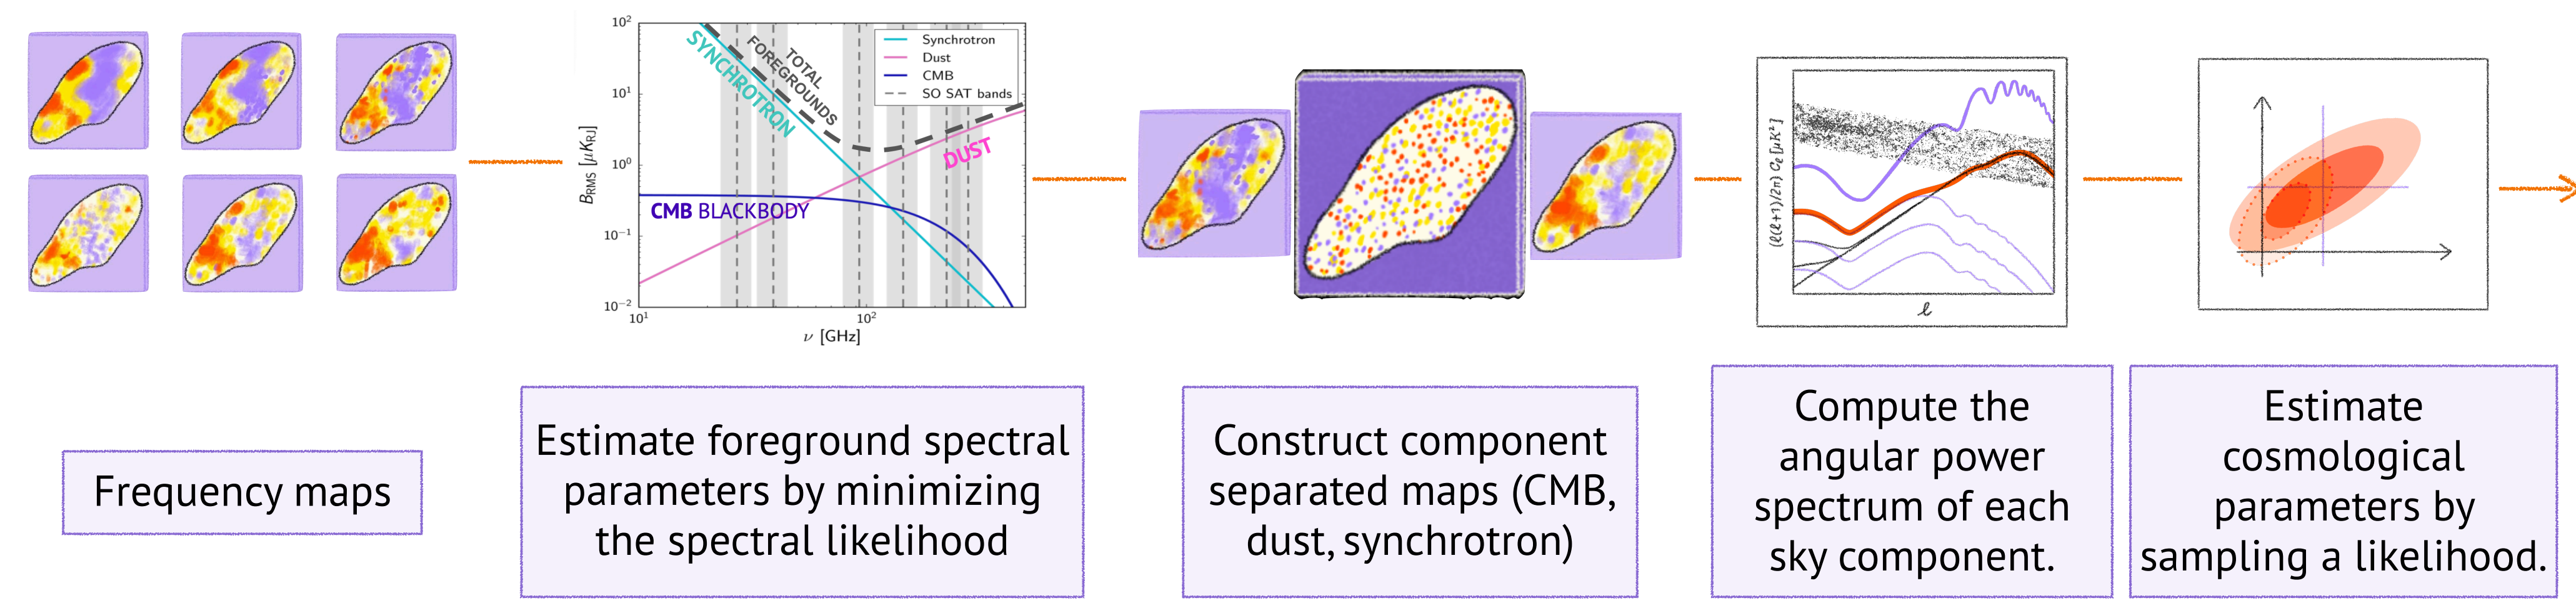 10²
10¹
10⁰
10⁻¹
10⁻²
B_RMS [μK_RJ]
10¹
10²
ν [GHz]
SYNCHROTRON
TOTAL
FOREGROUNDS
DUST
CMB BLACKBODY
Synchrotron
Dust
CMB
SO SAT bands
(ℓ(ℓ+1)/2π) Cℓ [μK²]
ℓ
Frequency maps
Estimate foreground spectral
parameters by minimizing
the spectral likelihood
Construct component
separated maps (CMB,
dust, synchrotron)
Compute the
angular power
spectrum of each
sky component.
Estimate
cosmological
parameters by
sampling a likelihood.